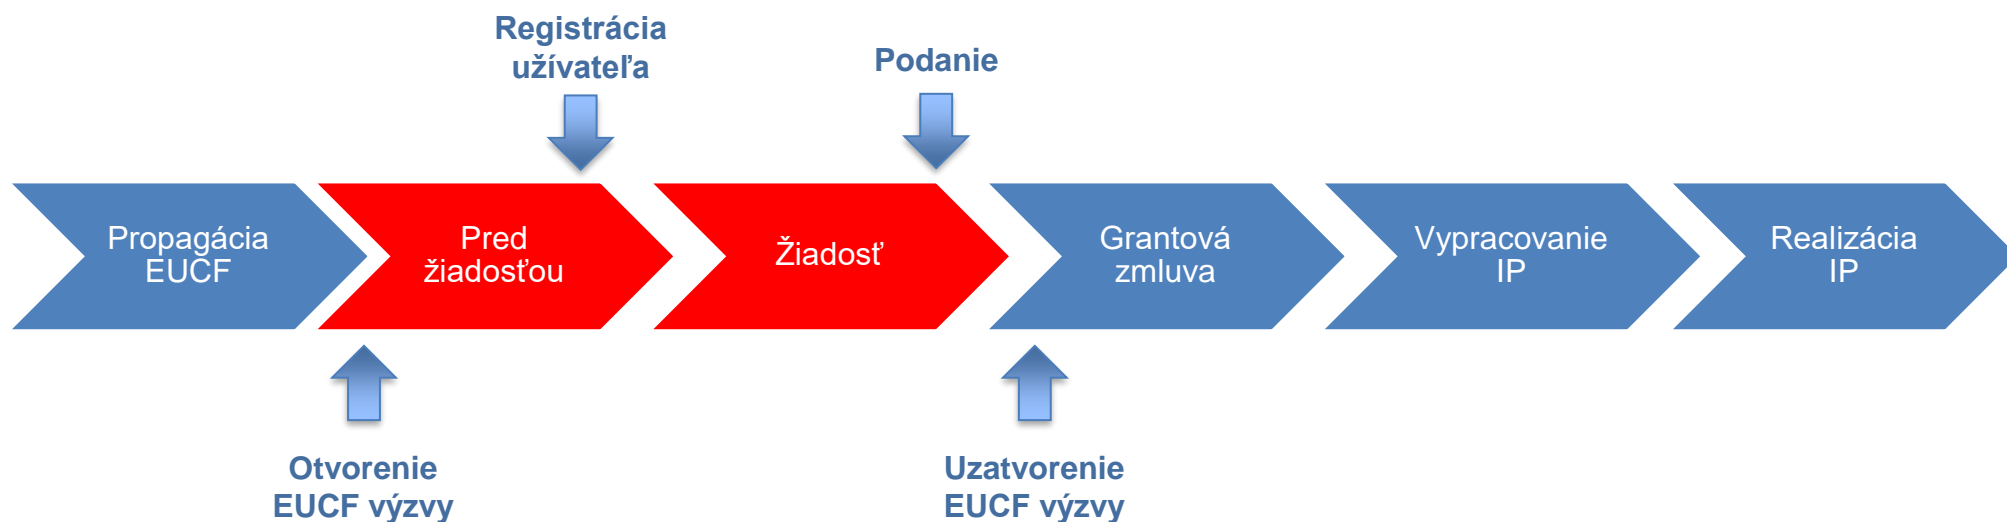 Registrácia
užívateľa
Podanie
Propagácia
EUCF
Pred
žiadosťou
Žiadosť
Grantová
zmluva
Vypracovanie
IP
Realizácia
IP
Otvorenie
EUCF výzvy
Uzatvorenie
EUCF výzvy